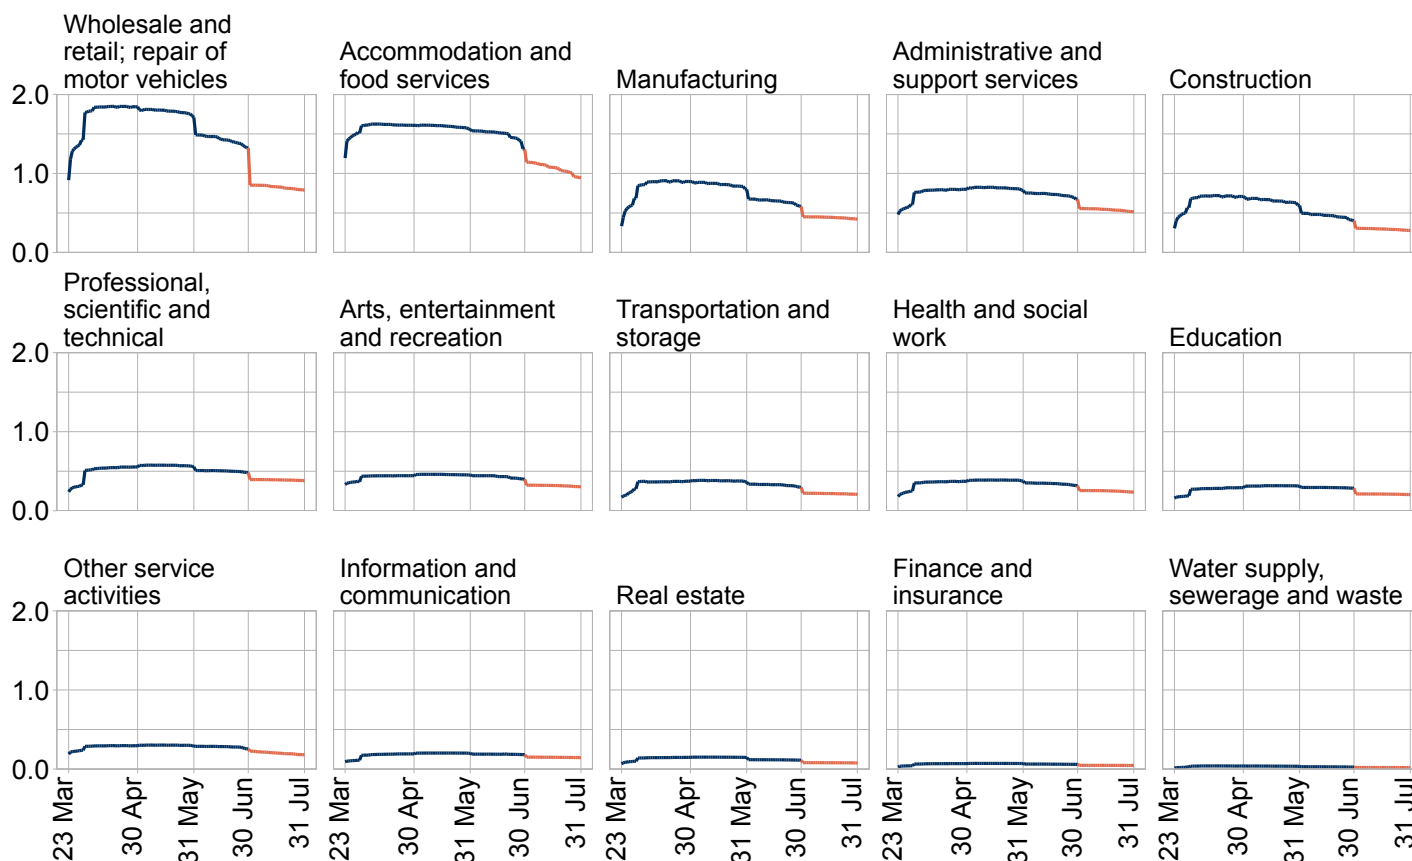 Wholesale and
retail; repair of
motor vehicles
Accommodation and
food services
Manufacturing
Administrative and
support services
Construction
2.0
1.0
0.0
Professional,
scientific and
technical
Arts, entertainment
and recreation
Transportation and
storage
Health and social
work
Education
2.0
1.0
0.0
Other service
activities
Information and
communication
Real estate
Finance and
insurance
Water supply,
sewerage and waste
2.0
1.0
0.0
23 Mar
30 Apr
31 May
30 Jun
31 Jul
23 Mar
30 Apr
31 May
30 Jun
31 Jul
23 Mar
30 Apr
31 May
30 Jun
31 Jul
23 Mar
30 Apr
31 May
30 Jun
31 Jul
23 Mar
30 Apr
31 May
30 Jun
31 Jul